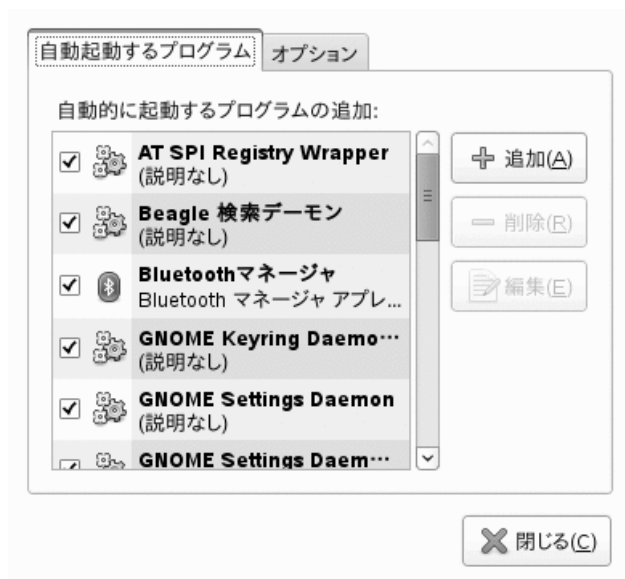 自動起動するプログラム オプション
自動的に起動するプログラムの追加:
AT SPI Registry Wrapper
(説明なし)
Beagle 検索デーモン
(説明なし)
Bluetoothマネージャ
Bluetooth マネージャ アプレ...
GNOME Keyring Daemo…
(説明なし)
GNOME Settings Daemon
(説明なし)
GNOME Settings Daem…
追加(A)
削除(R)
編集(E)
閉じる(C)